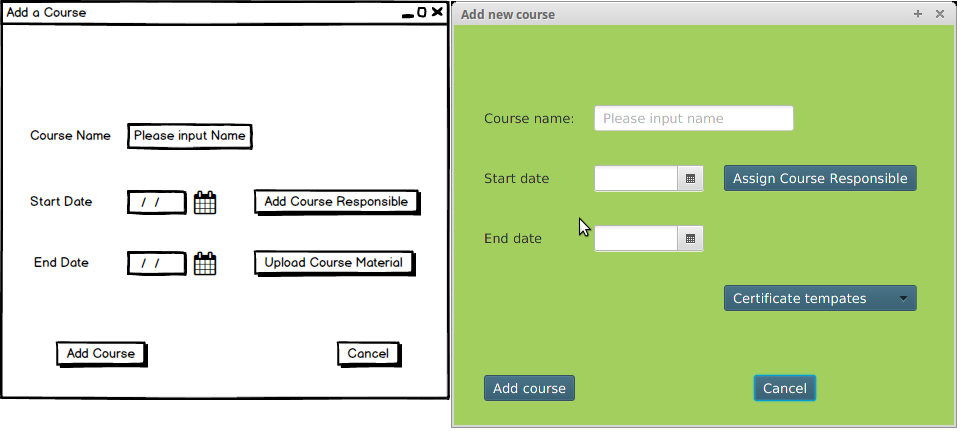 Add a Course
Course Name
Please input Name
Start Date
/ /
Add Course Responsible
End Date
/ /
Upload Course Material
Add Course
Cancel
Add new course
Course name:
Please input name
Start date
Assign Course Responsible
End date
Certificate tempates
Add course
Cancel